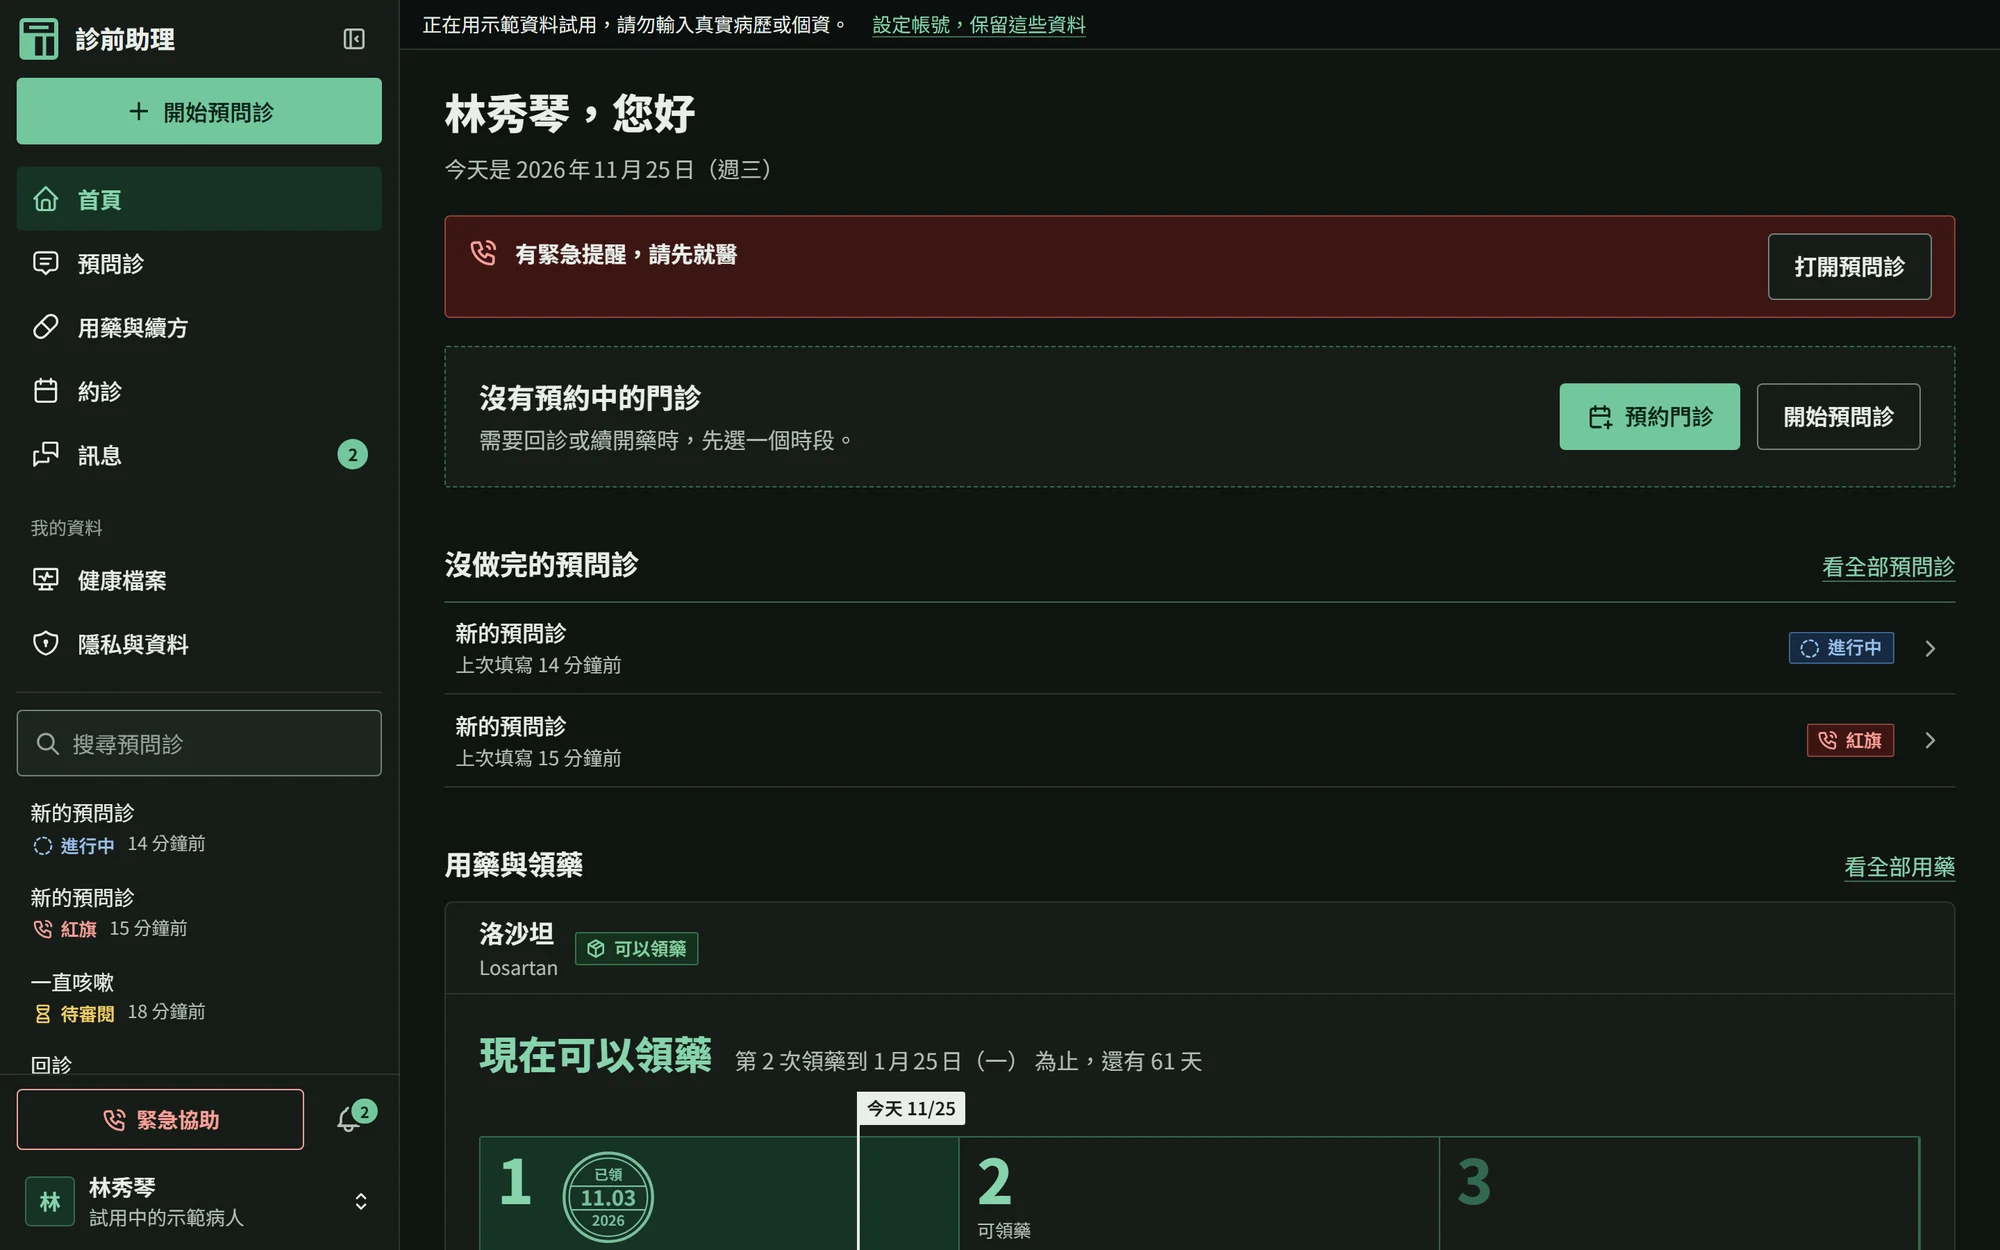 診前助理
開始預問診
首頁
預問診
用藥與續方
約診
訊息
2
我的資料
健康檔案
隱私與資料
搜尋預問診
新的預問診
進行中 14 分鐘前
新的預問診
紅旗 15 分鐘前
一直咳嗽
待審閱 18 分鐘前
回診
緊急協助
2
林
林秀琴
試用中的示範病人
正在用示範資料試用,請勿輸入真實病歷或個資。 設定帳號,保留這些資料
林秀琴,您好
今天是 2026 年 11 月 25 日(週三)
有緊急提醒,請先就醫
打開預問診
沒有預約中的門診
需要回診或續開藥時,先選一個時段。
預約門診
開始預問診
沒做完的預問診
看全部預問診
新的預問診
上次填寫 14 分鐘前
進行中
新的預問診
上次填寫 15 分鐘前
紅旗
用藥與領藥
看全部用藥
洛沙坦
Losartan
可以領藥
現在可以領藥 第 2 次領藥到 1 月 25 日(一) 為止,還有 61 天
今天 11/25
1
已領
11.03
2026
2
可領藥
3